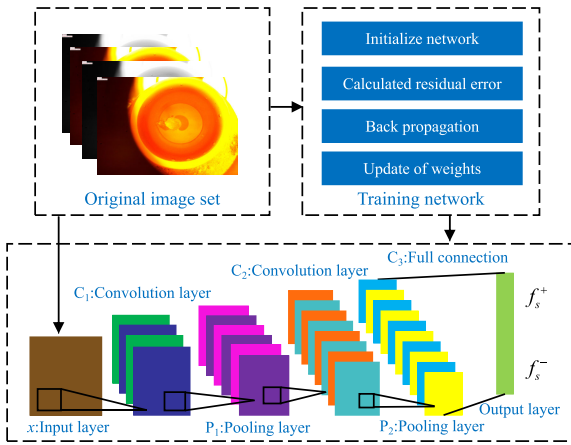 Initialize network
Calculated residual error
Back propagation
Update of weights
Original image set
Training network
C₃:Full connection
C₂:Convolution layer
C₁:Convolution layer
fₛ⁺
fₛ⁻
x:Input layer
P₁:Pooling layer
P₂:Pooling layer
Output layer